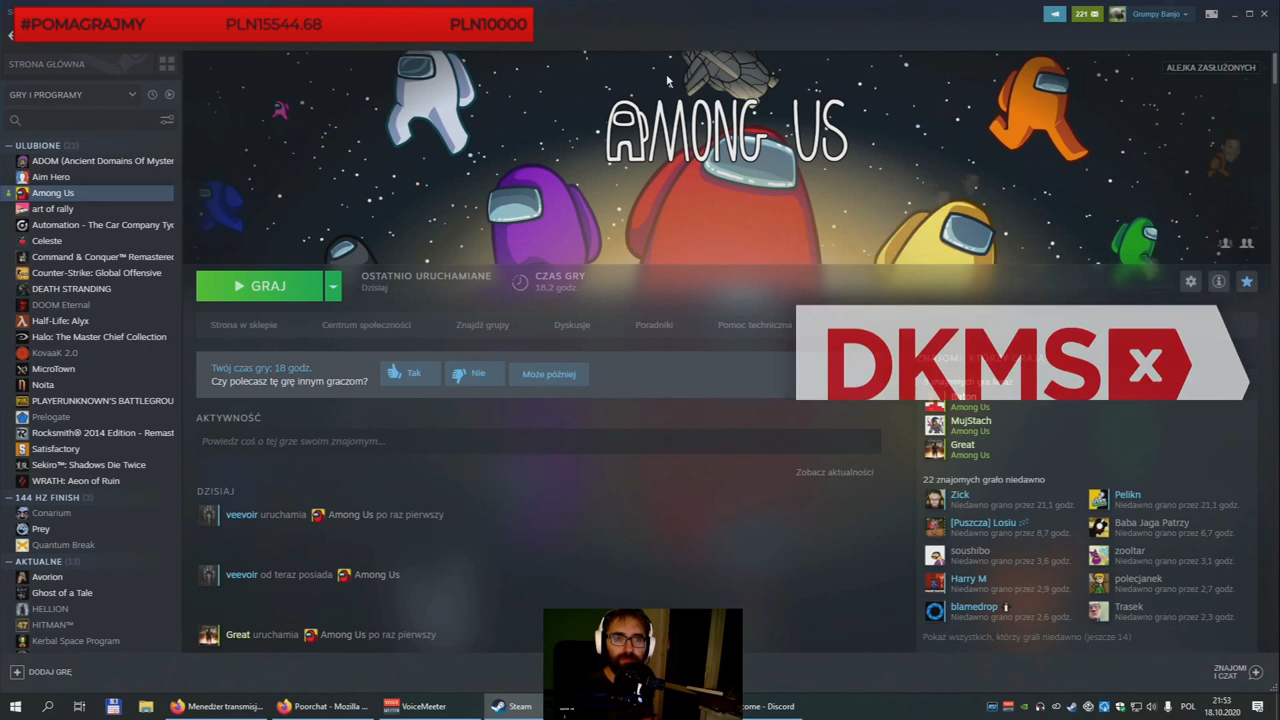 #POMAGRAJMY PLN15544.68 PLN10000
221 Grumpy Banjo
STRONA GŁÓWNA
GRY I PROGRAMY
ULUBIONE (21)
ADOM (Ancient Domains Of Myster
Aim Hero
Among Us
art of rally
Automation - The Car Company Tyc
Celeste
Command & Conquer™ Remastered
Counter-Strike: Global Offensive
DEATH STRANDING
DOOM Eternal
Half-Life: Alyx
Halo: The Master Chief Collection
KovaaK 2.0
MicroTown
Noita
PLAYERUNKNOWN'S BATTLEGROU
Prelogate
Rocksmith® 2014 Edition - Remast
Satisfactory
Sekiro™: Shadows Die Twice
WRATH: Aeon of Ruin
144 HZ FINISH (3)
Conarium
Prey
Quantum Break
AKTUALNE (13)
Avorion
Ghost of a Tale
HELLION
HITMAN™
Kerbal Space Program
DODAJ GRĘ
ALEJKA ZASŁUŻONYCH
AMONG US
GRAJ
OSTATNIO URUCHAMIANE
Dzisiaj
CZAS GRY
18,2 godz.
Strona w sklepie Centrum społeczności Znajdź grupy Dyskusje Poradniki Pomoc techniczna
Twój czas gry: 18 godz.
Czy polecasz tę grę innym graczom?
Tak Nie Może później
AKTYWNOŚĆ
Powiedz coś o tej grze swoim znajomym...
Zobacz aktualności
DZISIAJ
veevoir uruchamia Among Us po raz pierwszy
veevoir od teraz posiada Among Us
Great uruchamia Among Us po raz pierwszy
DKMS
Among Us
MujStach
Among Us
Great
Among Us
22 znajomych grało niedawno
Zick
Niedawno grano przez 21,1 godz.
Pelikn
Niedawno grano przez 21,1 godz.
[Puszcza] Losiu
Niedawno grano przez 8,7 godz.
Baba Jaga Patrzy
Niedawno grano przez 6,7 godz.
soushibo
Niedawno grano przez 3,6 godz.
zooltar
Niedawno grano przez 3,1 godz.
Harry M
Niedawno grano przez 2,9 godz.
polecjanek
Niedawno grano przez 2,7 godz.
blamedrop
Niedawno grano przez 2,6 godz.
Trasek
Niedawno grano przez 2,3 godz.
Pokaż wszystkich, którzy grali niedawno (jeszcze 14)
ZNAJOMI
I CZAT
Menedżer transmisj... Poorchat - Mozilla ... VoiceMeeter Steam ome - Discord
POL
21:53
18.10.2020